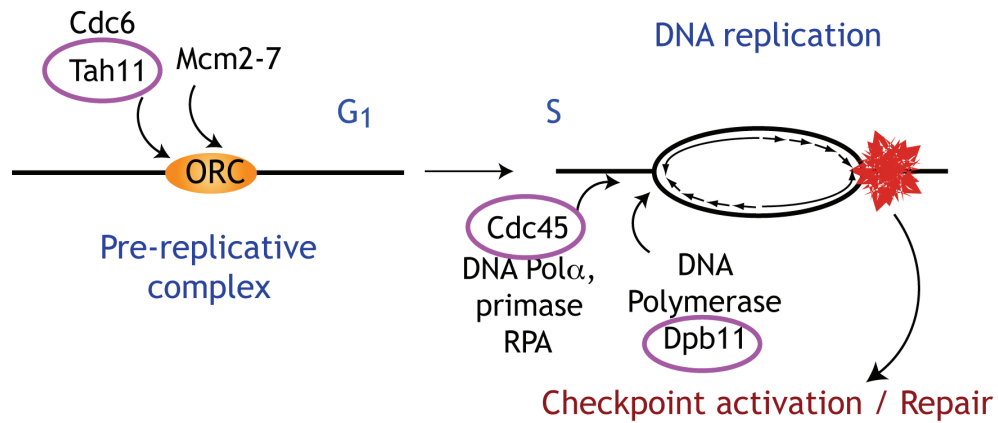 Cdc6
Tah11
Mcm2-7
ORC
G1
Pre-replicative
complex
S
DNA replication
Cdc45
DNA Polα,
primase
RPA
DNA
Polymerase
Dpb11
Checkpoint activation / Repair